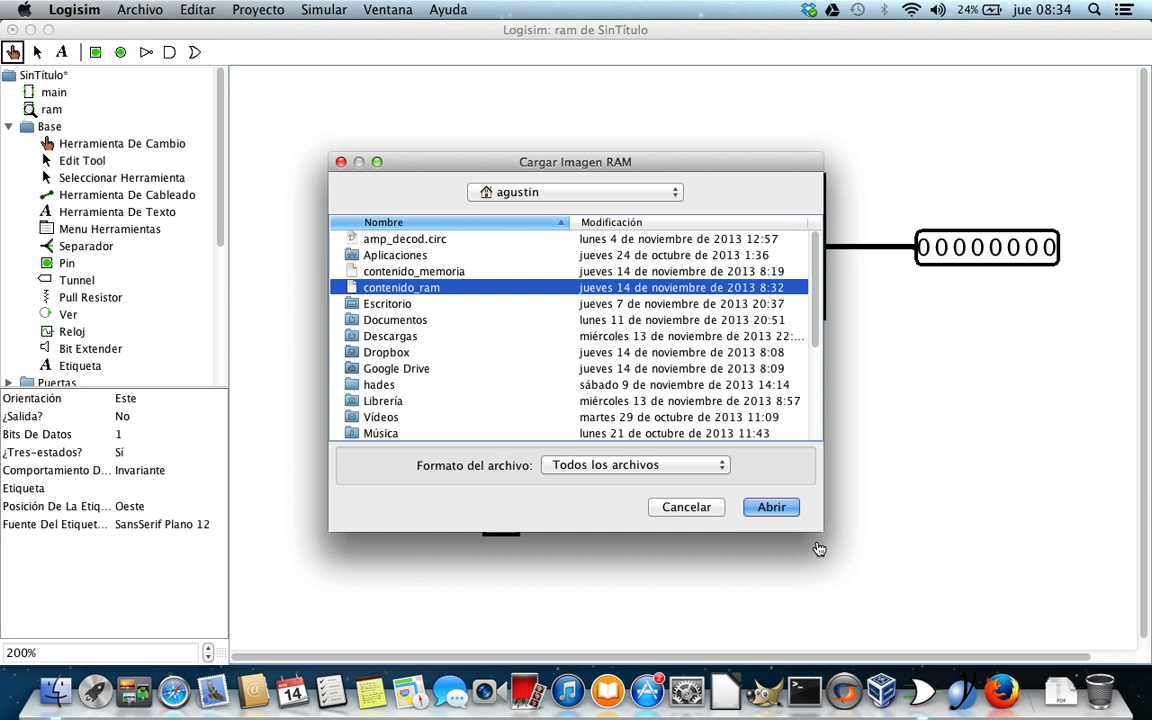 Logisim Archivo Editar Proyecto Simular Ventana Ayuda 24% jue 08:34
Logisim: ram de SinTítulo
A
SinTítulo*
main
ram
Base
Herramienta De Cambio
Edit Tool
Seleccionar Herramienta
Herramienta De Cableado
A Herramienta De Texto
Menu Herramientas
Separador
Pin
Tunnel
Pull Resistor
Ver
Reloj
Bit Extender
A Etiqueta
Puertas
Orientación Este
¿Salida? No
Bits De Datos 1
¿Tres-estados? Sí
Comportamiento D... Invariante
Etiqueta
Posición De La Etiq... Oeste
Fuente Del Etiquet... SansSerif Plano 12
200%
Cargar Imagen RAM
agustin
Nombre Modificación
amp_decod.circ lunes 4 de noviembre de 2013 12:57
Aplicaciones jueves 24 de octubre de 2013 1:36
contenido_memoria jueves 14 de noviembre de 2013 8:19
contenido_ram jueves 14 de noviembre de 2013 8:32
Escritorio jueves 7 de noviembre de 2013 20:37
Documentos lunes 11 de noviembre de 2013 20:51
Descargas miércoles 13 de noviembre de 2013 22:...
Dropbox jueves 14 de noviembre de 2013 8:08
Google Drive jueves 14 de noviembre de 2013 8:09
hades sábado 9 de noviembre de 2013 14:14
Librería miércoles 13 de noviembre de 2013 8:57
Vídeos martes 29 de octubre de 2013 11:09
Música lunes 21 de octubre de 2013 11:43
Formato del archivo: Todos los archivos
Cancelar Abrir
00000000
14
2
PDF